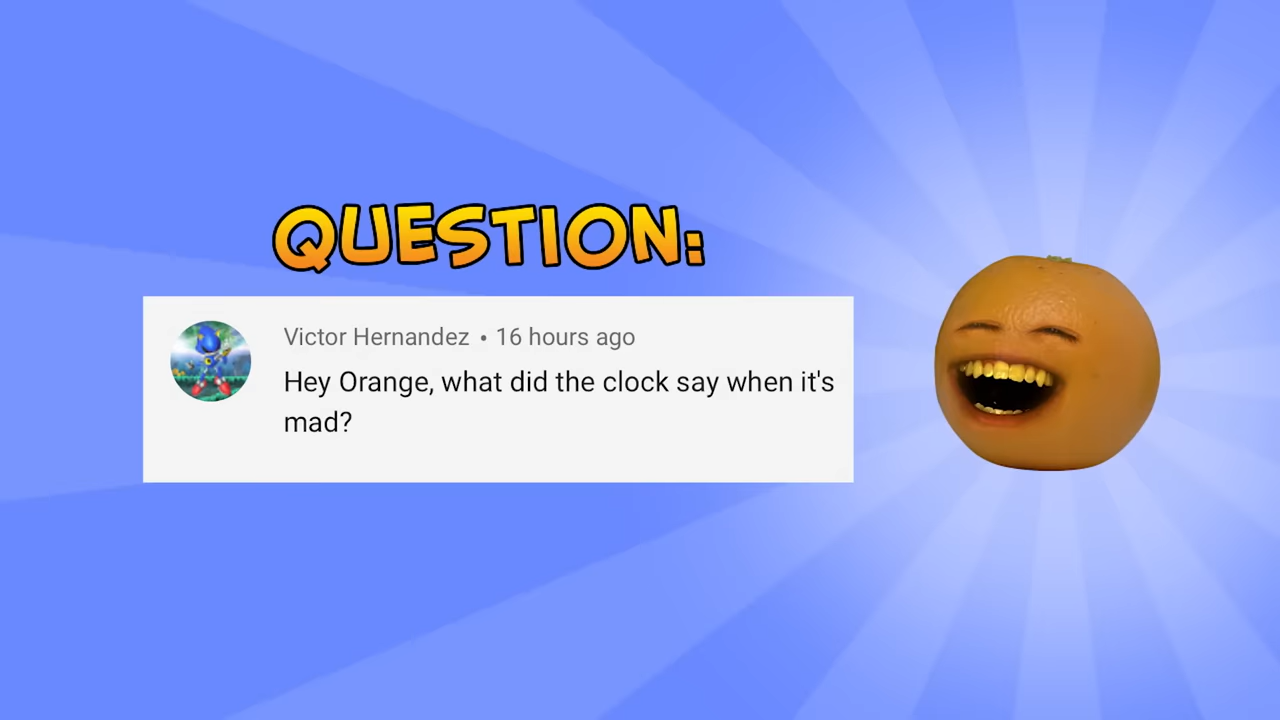 QUESTION:
Victor Hernandez • 16 hours ago
Hey Orange, what did the clock say when it's
mad?